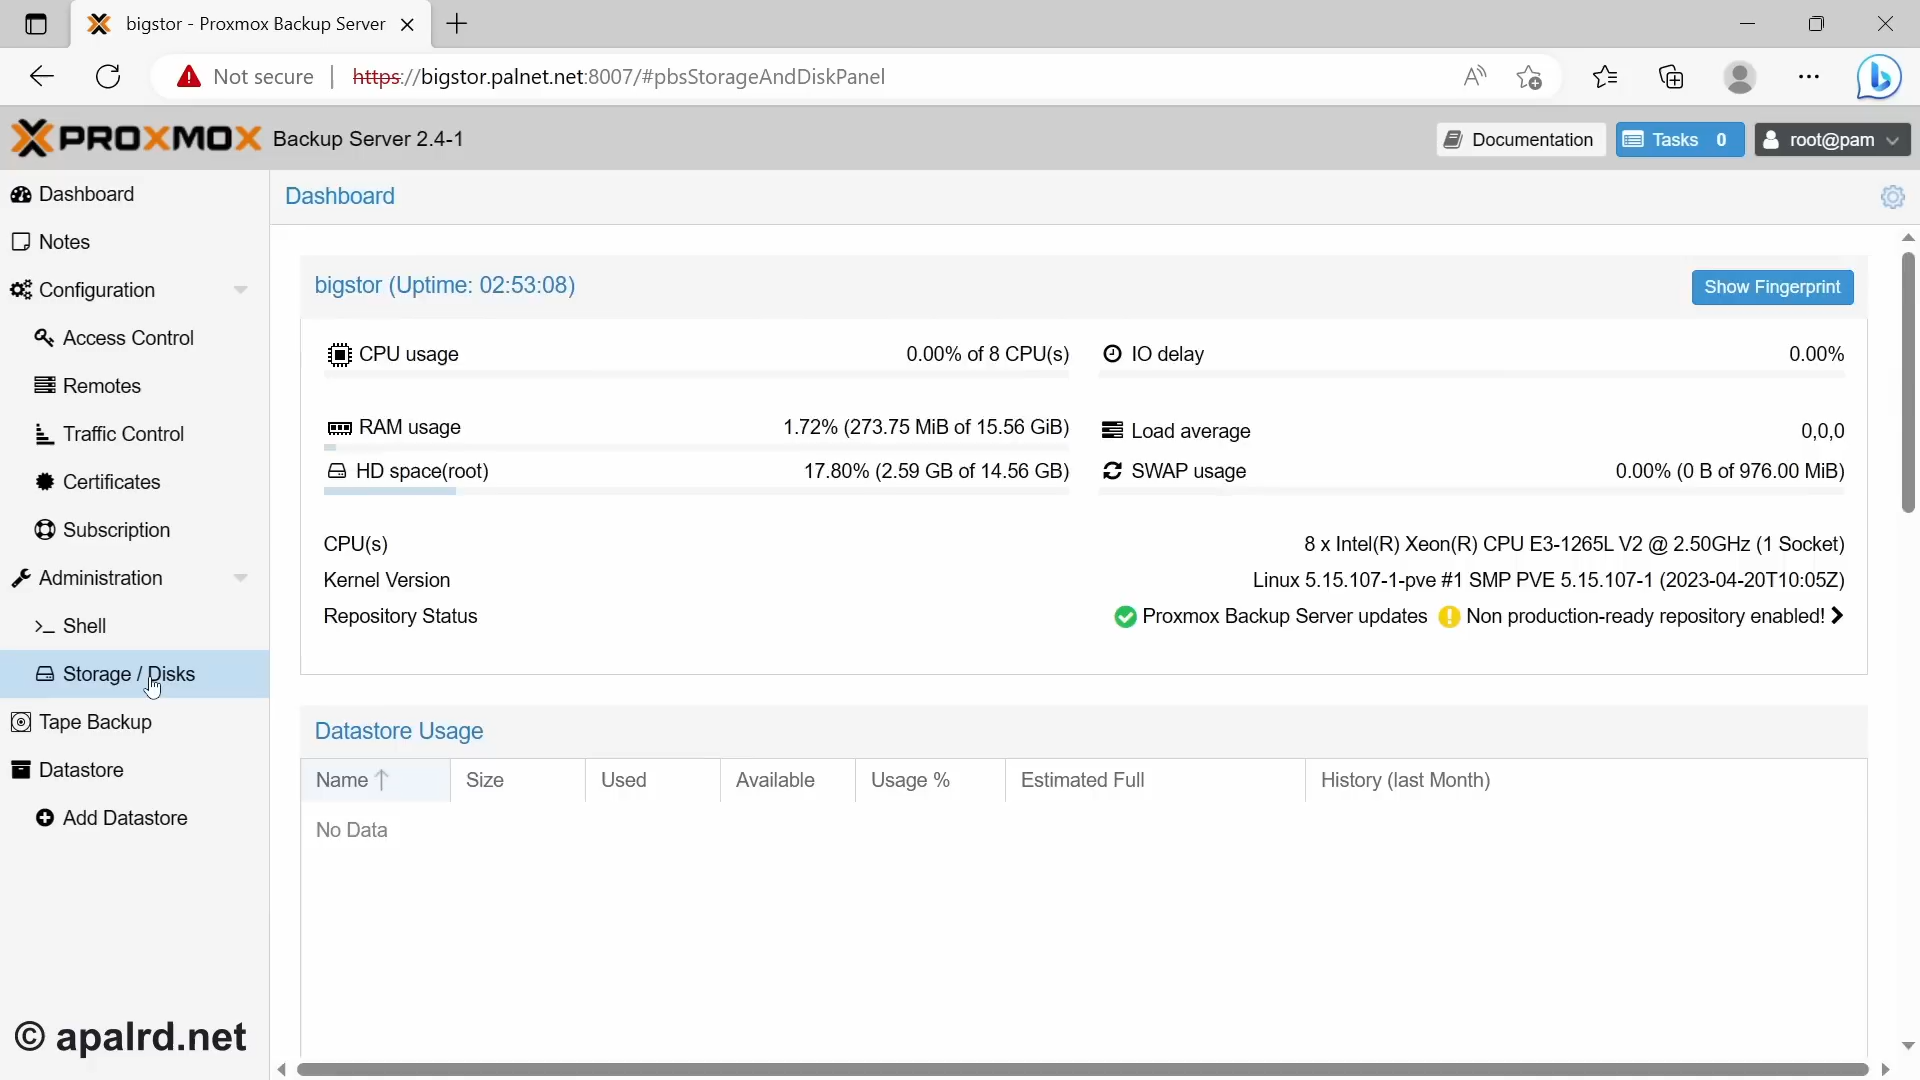 bigstor - Proxmox Backup Server
Not secure
https://bigstor.palnet.net:8007/#pbsStorageAndDiskPanel
PROXMOX Backup Server 2.4-1
Documentation
Tasks 0
root@pam
Dashboard
Notes
Configuration
Access Control
Remotes
Traffic Control
Certificates
Subscription
Administration
Shell
Storage / Disks
Tape Backup
Datastore
Add Datastore
© apalrd.net
Dashboard
bigstor (Uptime: 02:53:08)
Show Fingerprint
CPU usage 0.00% of 8 CPU(s)
IO delay 0.00%
RAM usage 1.72% (273.75 MiB of 15.56 GiB)
Load average 0,0,0
HD space(root) 17.80% (2.59 GB of 14.56 GB)
SWAP usage 0.00% (0 B of 976.00 MiB)
CPU(s) 8 x Intel(R) Xeon(R) CPU E3-1265L V2 @ 2.50GHz (1 Socket)
Kernel Version Linux 5.15.107-1-pve #1 SMP PVE 5.15.107-1 (2023-04-20T10:05Z)
Repository Status Proxmox Backup Server updates Non production-ready repository enabled!
Datastore Usage
Name Size Used Available Usage % Estimated Full History (last Month)
No Data